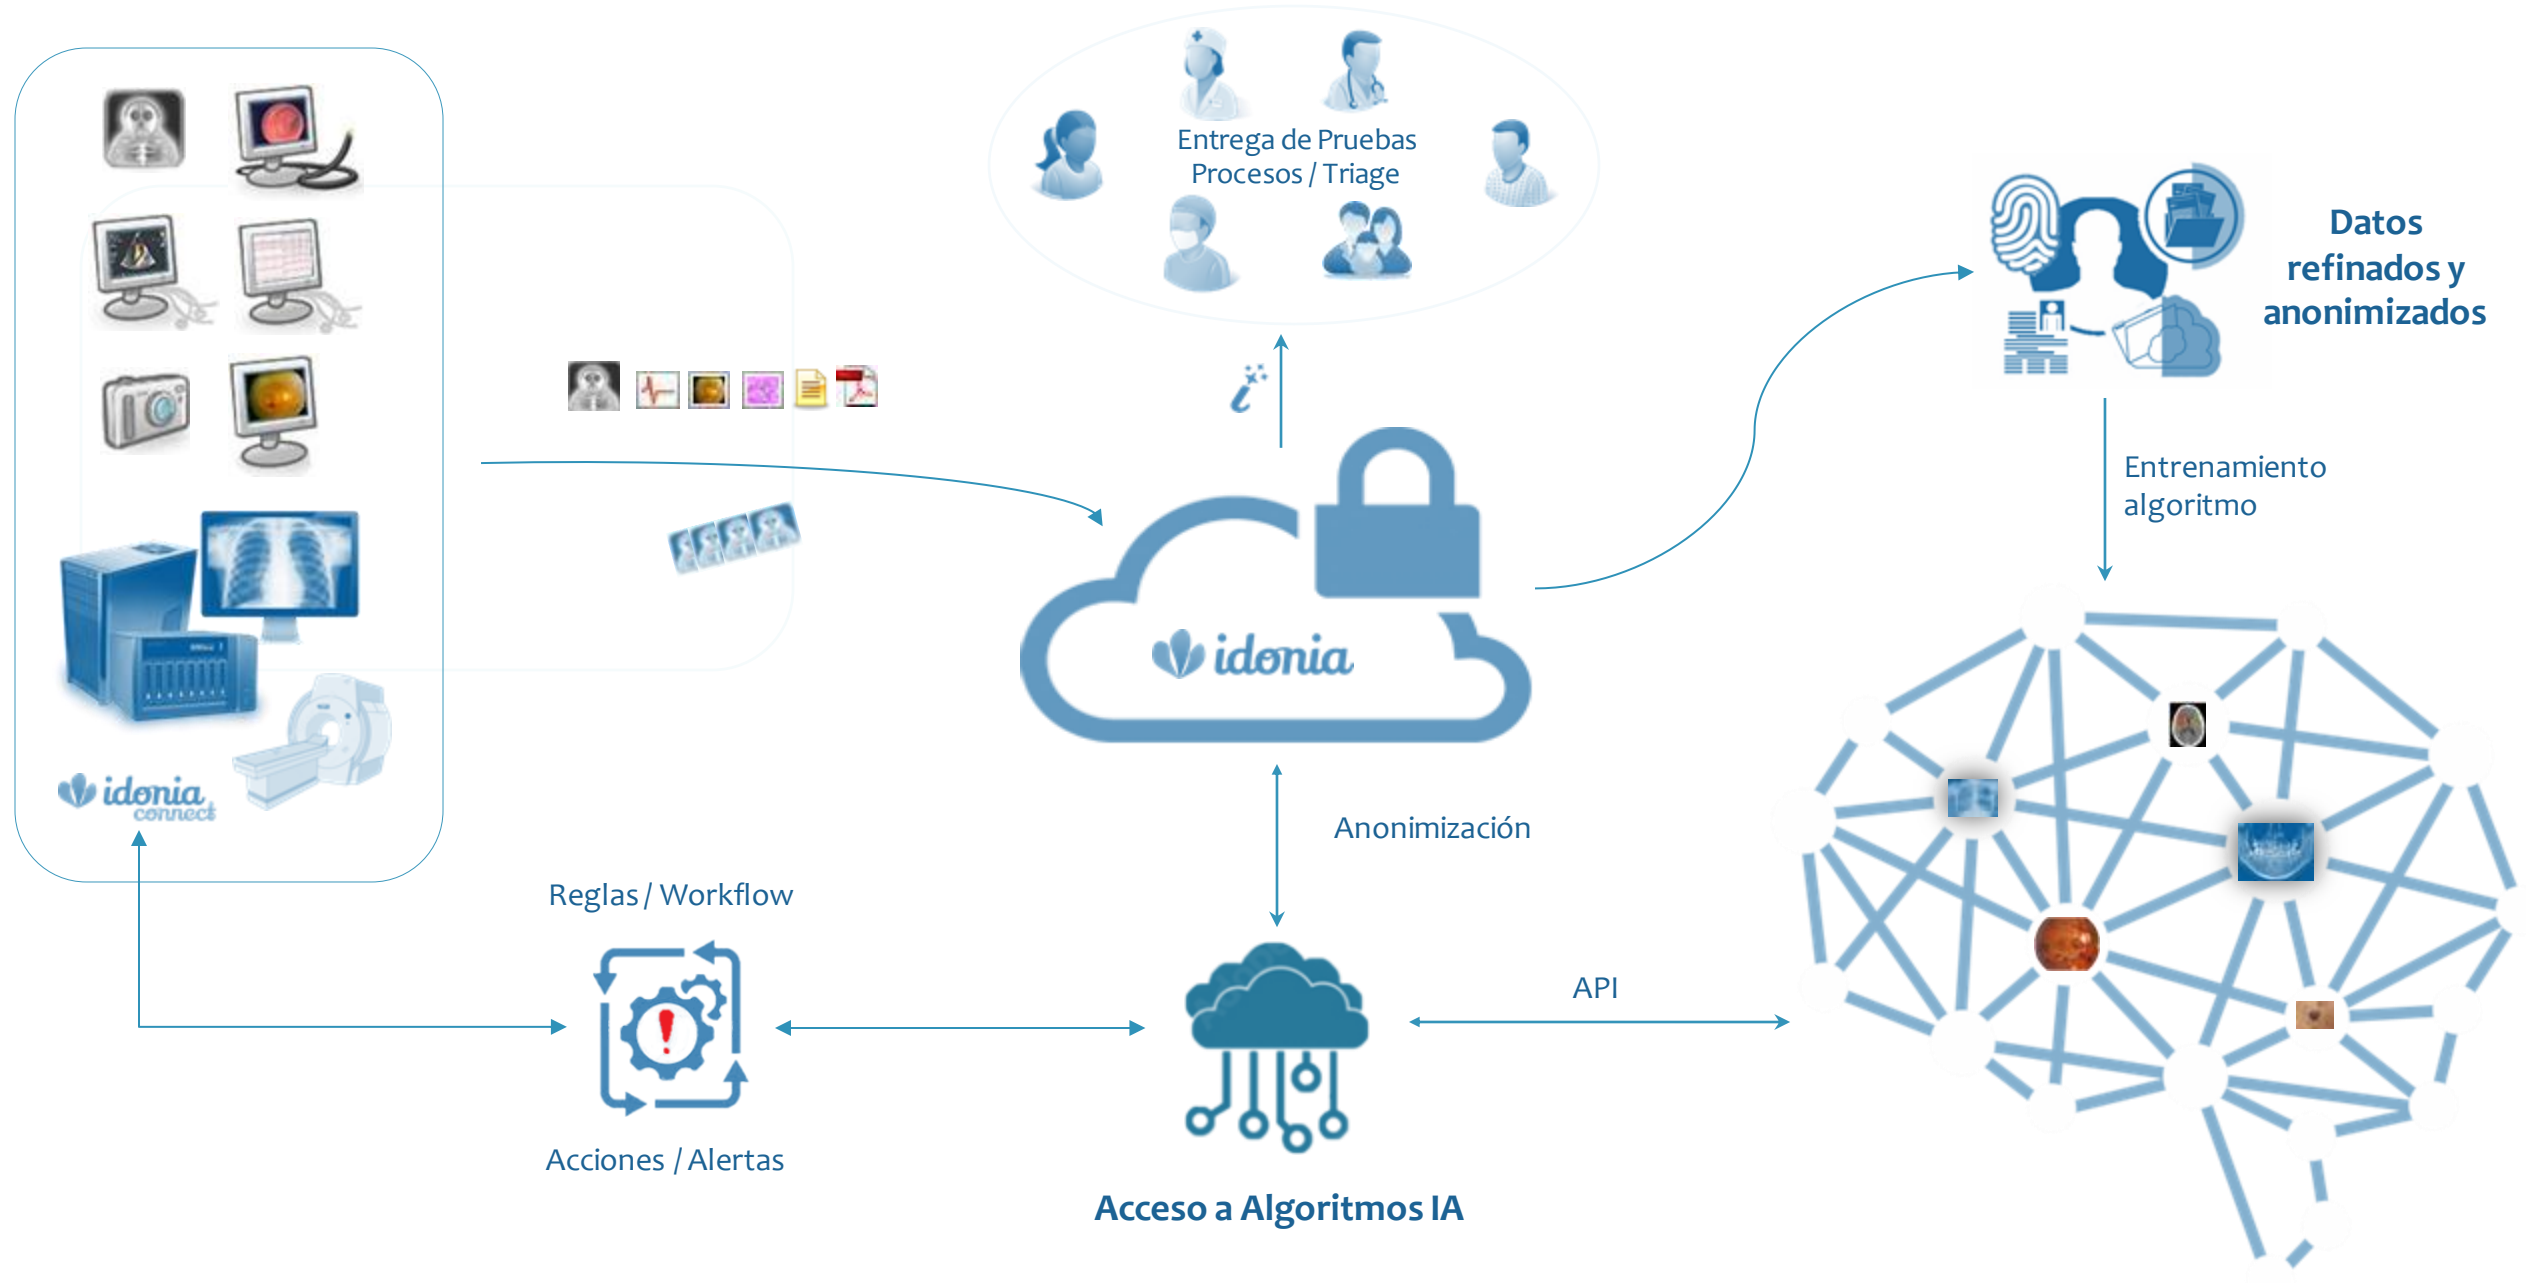 Entrega de Pruebas
Procesos / Triage
Datos
refinados y
anonimizados
Entrenamiento
algoritmo
idonia
idonia
connect
Anonimización
Reglas / Workflow
API
Acciones / Alertas
Acceso a Algoritmos IA